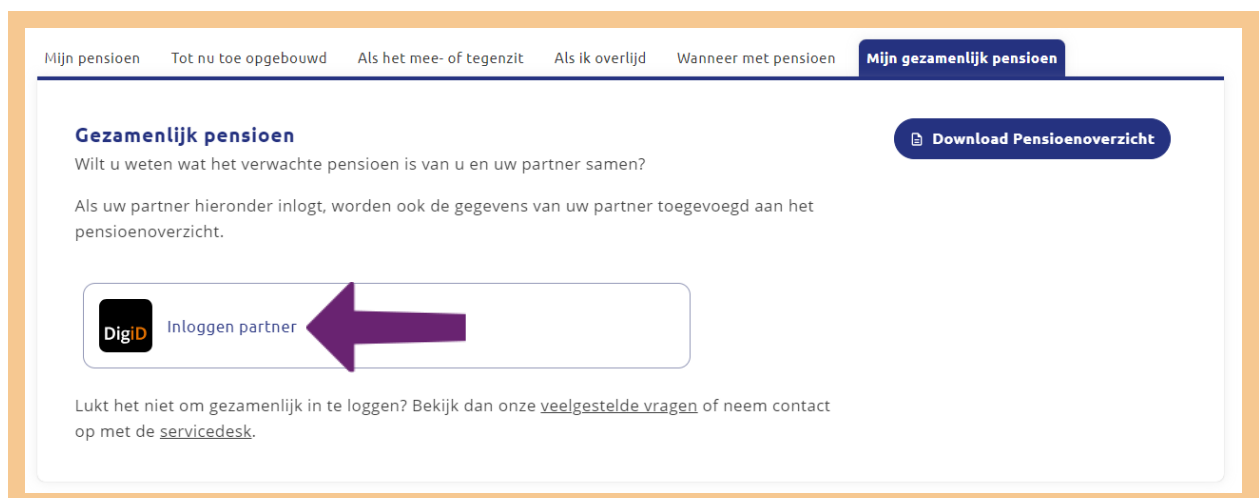 Mijn pensioen Tot nu toe opgebouwd Als het mee- of tegenzit Als ik overlijd Wanneer met pensioen Mijn gezamenlijk pensioen
Gezamenlijk pensioen
Download Pensioenoverzicht
Wilt u weten wat het verwachte pensioen is van u en uw partner samen?
Als uw partner hieronder inlogt, worden ook de gegevens van uw partner toegevoegd aan het
pensioenoverzicht.
DigiD Inloggen partner
Lukt het niet om gezamenlijk in te loggen? Bekijk dan onze veelgestelde vragen of neem contact
op met de servicedesk.